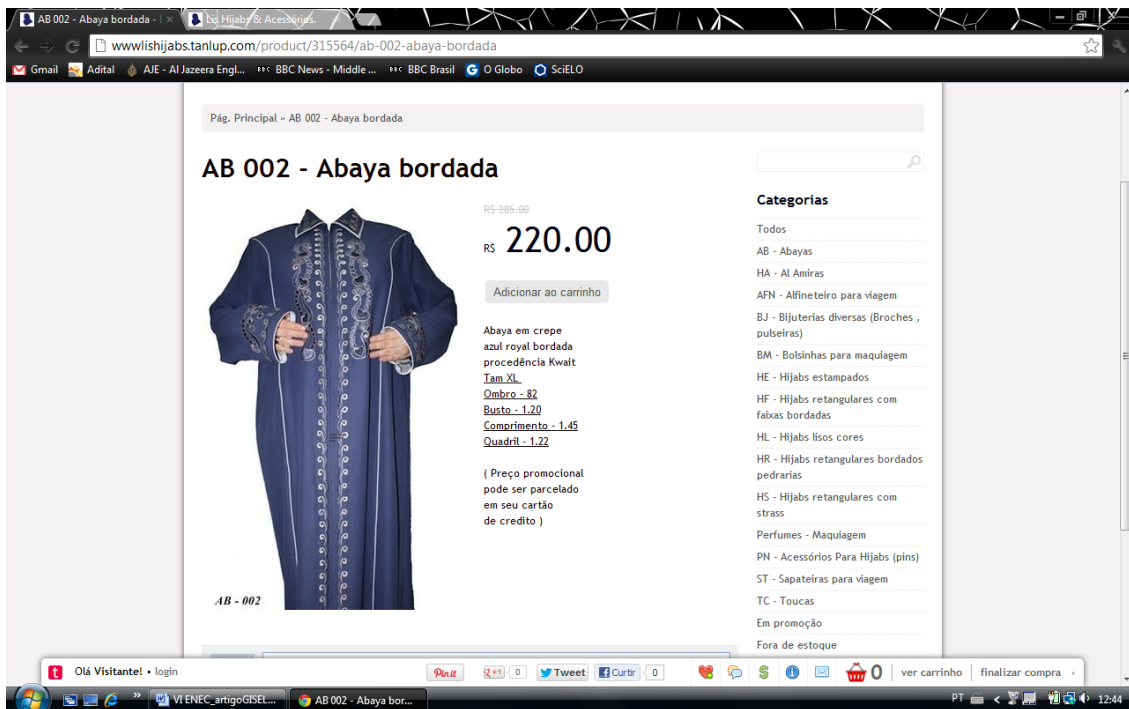 AB 002 - Abaya bordada - L
Lis Hijabs & Acessórios.
wwwlishijabs.tanlup.com/product/315564/ab-002-abaya-bordada
Gmail Adital AJE - Al Jazeera Engl... BBC BBC News - Middle ... BBC BBC Brasil G O Globo SciELO
Pág. Principal » AB 002 - Abaya bordada
AB 002 - Abaya bordada
R$ 285.00
R$ 220.00
Adicionar ao carrinho
Abaya em crepe
azul royal bordada
procedência Kwait
Tam XL
Ombro - 82
Busto - 1.20
Comprimento - 1.45
Quadril - 1.22
( Preço promocional
pode ser parcelado
em seu cartão
de credito )
AB - 002
Categorias
Todos
AB - Abayas
HA - Al Amiras
AFN - Alfineteiro para viagem
BJ - Bijuterias diversas (Broches ,
pulseiras)
BM - Bolsinhas para maquiagem
HE - Hijabs estampados
HF - Hijabs retangulares com
faixas bordadas
HL - Hijabs lisos cores
HR - Hijabs retangulares bordados
pedrarias
HS - Hijabs retangulares com
strass
Perfumes - Maquiagem
PN - Acessórios Para Hijabs (pins)
ST - Sapateiras para viagem
TC - Toucas
Em promoção
Fora de estoque
t Olá Visitante! • login Pin it g+1 0 Tweet f Curtir 0 $ 0 ver carrinho finalizar compra
VI ENEC_artigoGISEL... AB 002 - Abaya bor... PT 12:44